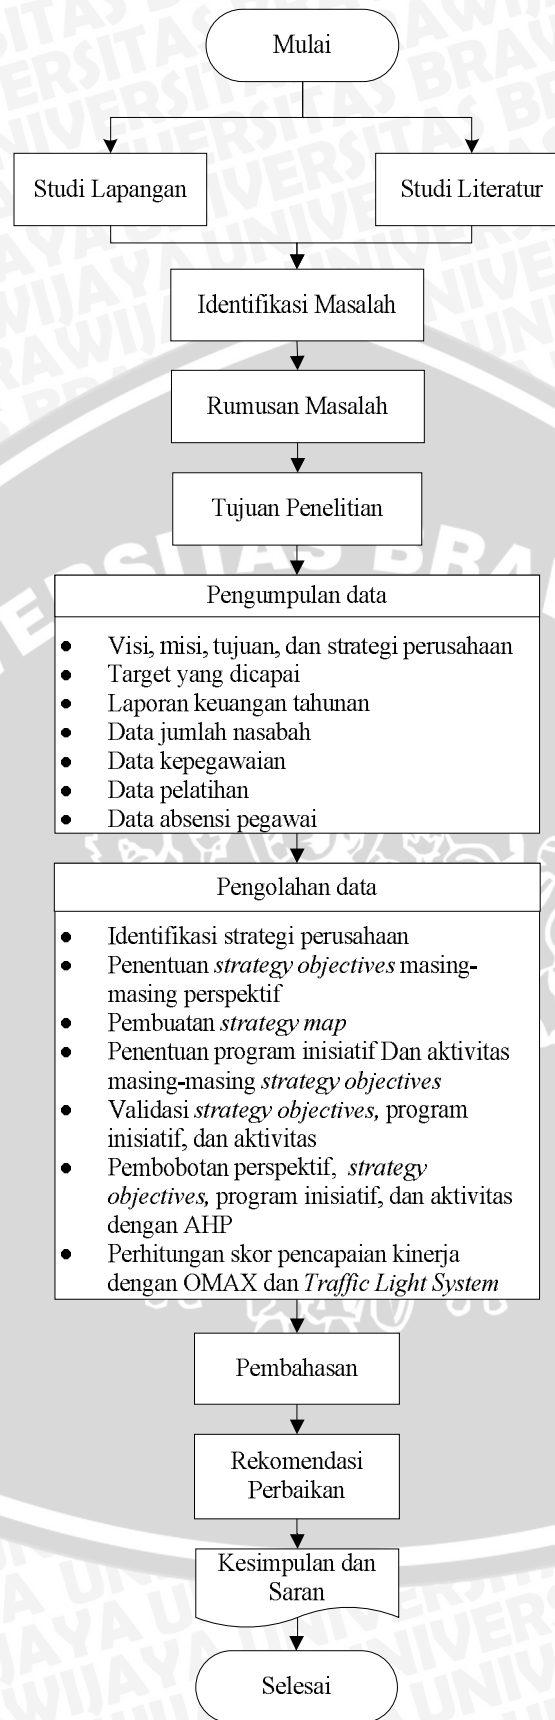 Mulai
Studi Lapangan
Studi Literatur
Identifikasi Masalah
Rumusan Masalah
Tujuan Penelitian
Pengumpulan data
• Visi, misi, tujuan, dan strategi perusahaan
• Target yang dicapai
• Laporan keuangan tahunan
• Data jumlah nasabah
• Data kepegawaian
• Data pelatihan
• Data absensi pegawai
Pengolahan data
• Identifikasi strategi perusahaan
• Penentuan strategy objectives masing-
masing perspektif
• Pembuatan strategy map
• Penentuan program inisiatif Dan aktivitas
masing-masing strategy objectives
• Validasi strategy objectives, program
inisiatif, dan aktivitas
• Pembobotan perspektif, strategy
objectives, program inisiatif, dan aktivitas
dengan AHP
• Perhitungan skor pencapaian kinerja
dengan OMAX dan Traffic Light System
Pembahasan
Rekomendasi
Perbaikan
Kesimpulan dan
Saran
Selesai